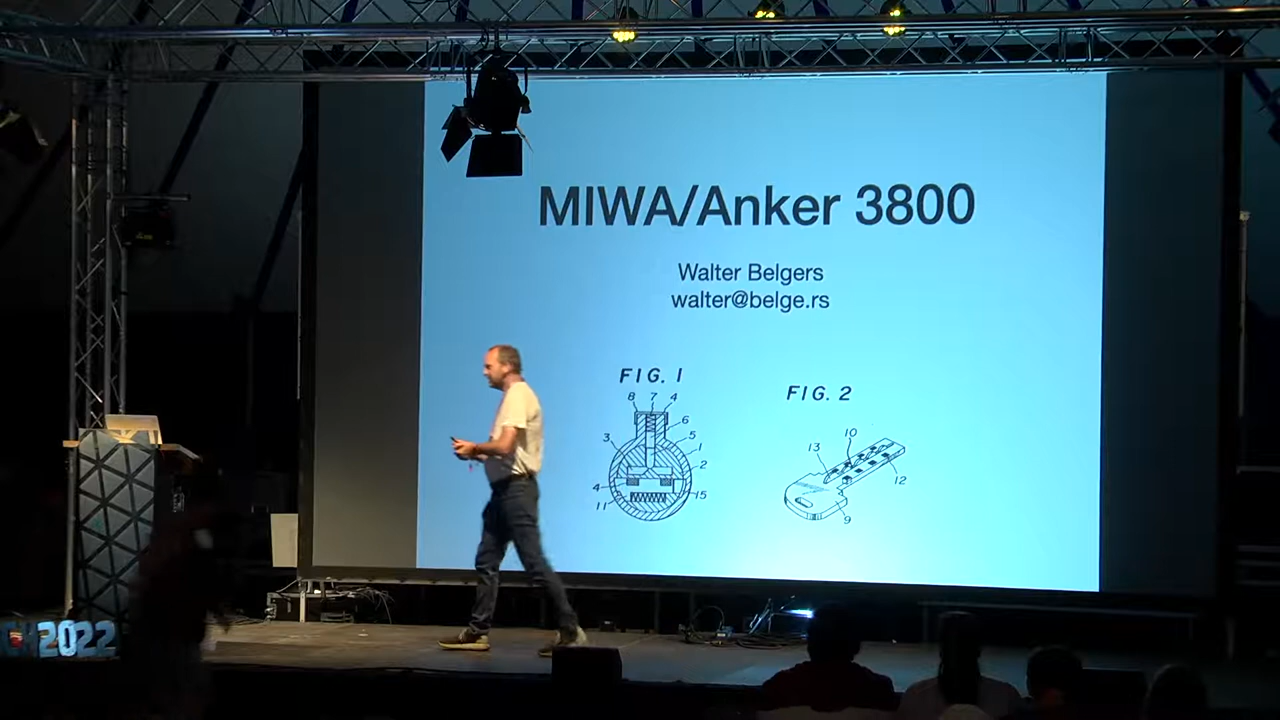 MIWA/Anker 3800
Walter Belgers
walter@belge.rs
FIG. 1
8 7 4
6
3 5
1
2
4
15
11
FIG. 2
10
13
12
9
2022